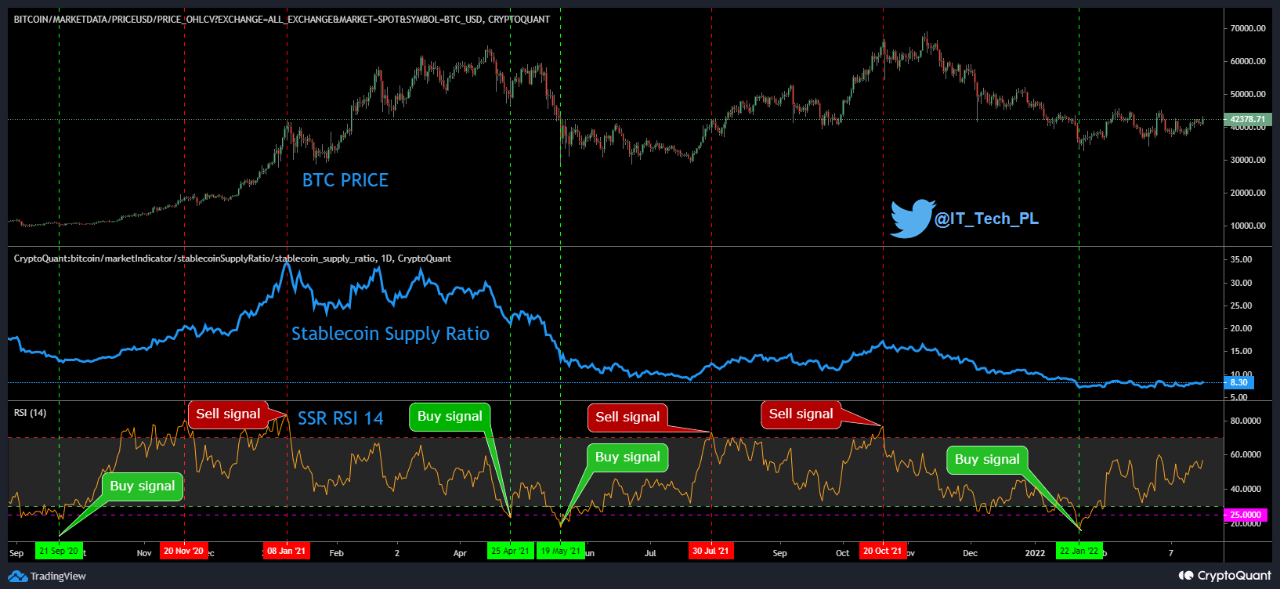 BITCOIN/MARKETDATA/PRICEUSD/PRICE_OHLCV?EXCHANGE=ALL_EXCHANGE&MARKET=SPOT&SYMBOL=BTC_USD, CRYPTOQUANT
70000.00
60000.00
50000.00
42378.71
40000.00
30000.00
20000.00
10000.00
BTC PRICE
@IT_Tech_PL
CryptoQuant:bitcoin/marketIndicator/stablecoinSupplyRatio/stablecoin_supply_ratio, 1D, CryptoQuant
35.00
30.00
25.00
20.00
15.00
10.00
8.30
5.00
Stablecoin Supply Ratio
RSI (14)
Sell signal
SSR RSI 14
Buy signal
Sell signal
Sell signal
Buy signal
Buy signal
Buy signal
80.0000
60.0000
40.0000
25.0000
20.0000
Sep 21 Sep '20 Nov 20 Nov '20 08 Jan '21 Feb 2 Apr 25 Apr '21 19 May '21 Jul 30 Jul '21 Sep Oct 20 Oct '21 Dec 2022 22 Jan '22 7
TradingView
CryptoQuant